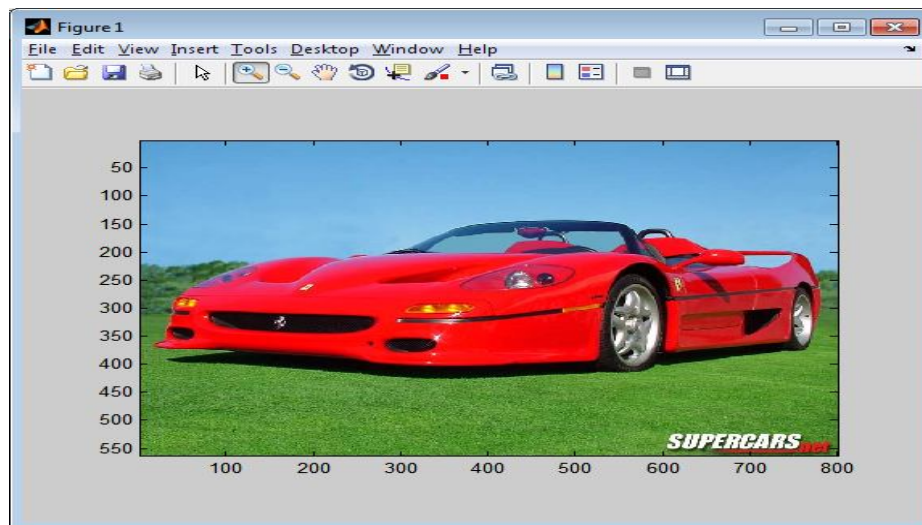 Figure 1
File Edit View Insert Tools Desktop Window Help
50
100
150
200
250
300
350
400
450
500
550
SUPERCARS.net
100 200 300 400 500 600 700 800